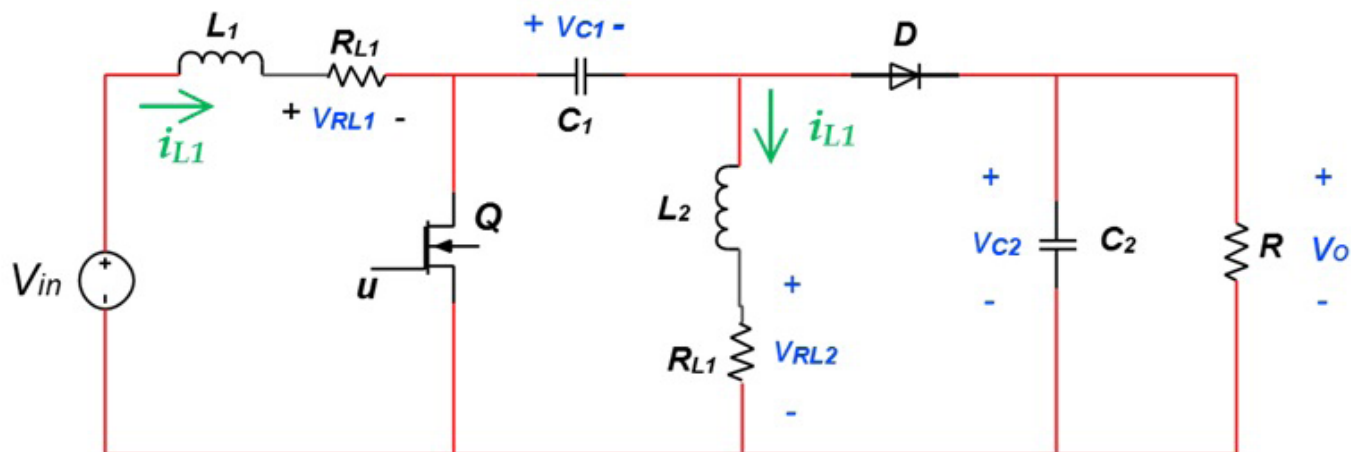 L1
RL1
+ VC1 -
D
iL1
+ VRL1 -
C1
iL1
Vin
+
-
Q
u
L2
+
VC2
-
C2
R
+
VO
-
RL1
+
VRL2
-